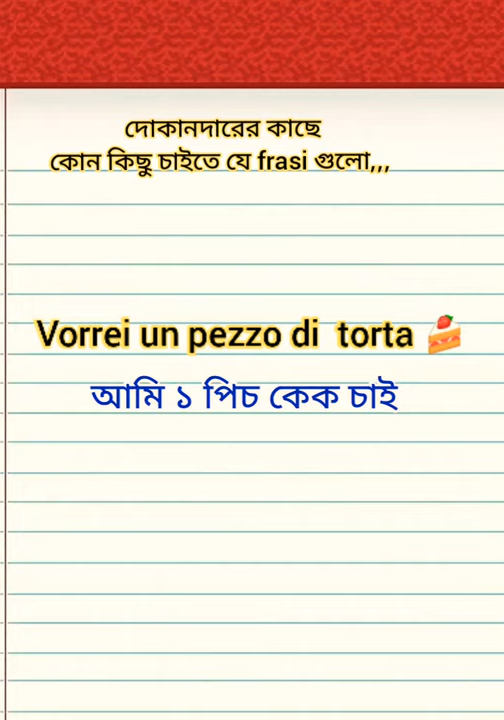 দোকানদারের কাছে
কোন কিছু চাইতে যে frasi গুলো,,,
Vorrei un pezzo di torta 🍰
আমি ১ পিচ কেক চাই